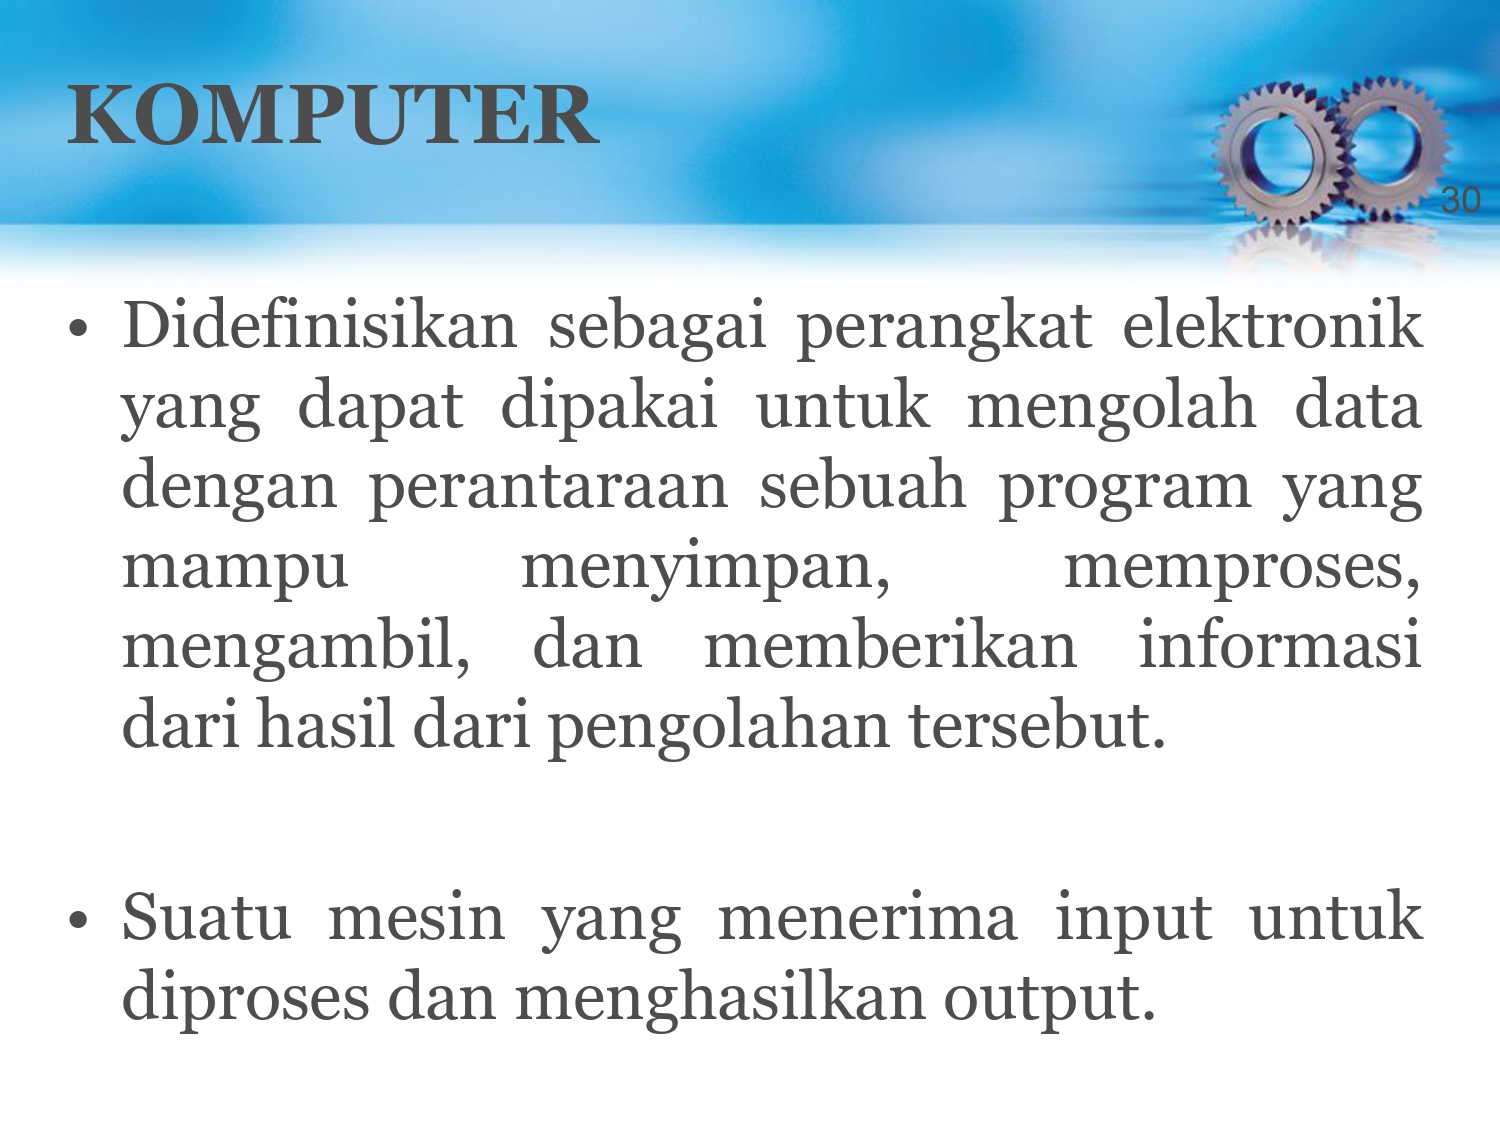 KOMPUTER
30
• Didefinisikan sebagai perangkat elektronik
yang dapat dipakai untuk mengolah data
dengan perantaraan sebuah program yang
mampu menyimpan, memproses,
mengambil, dan memberikan informasi
dari hasil dari pengolahan tersebut.
• Suatu mesin yang menerima input untuk
diproses dan menghasilkan output.